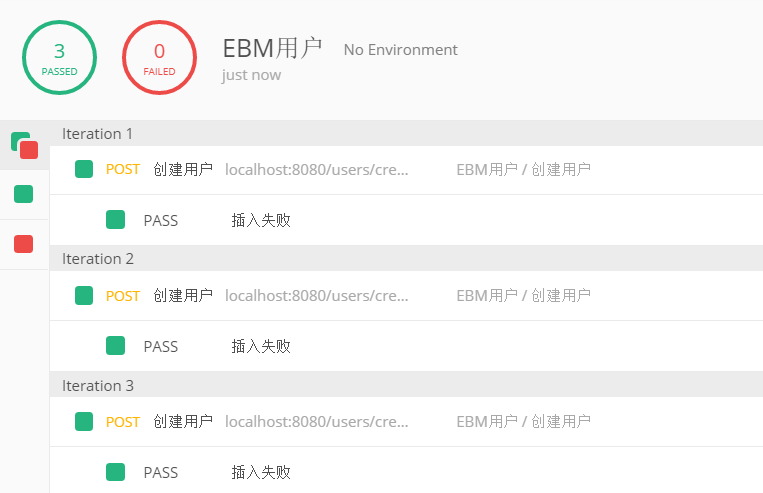 3 PASSED
0 FAILED
EBM用户 No Environment
just now
Iteration 1
POST 创建用户 localhost:8080/users/cre... EBM用户 / 创建用户
PASS 插入失败
Iteration 2
POST 创建用户 localhost:8080/users/cre... EBM用户 / 创建用户
PASS 插入失败
Iteration 3
POST 创建用户 localhost:8080/users/cre... EBM用户 / 创建用户
PASS 插入失败